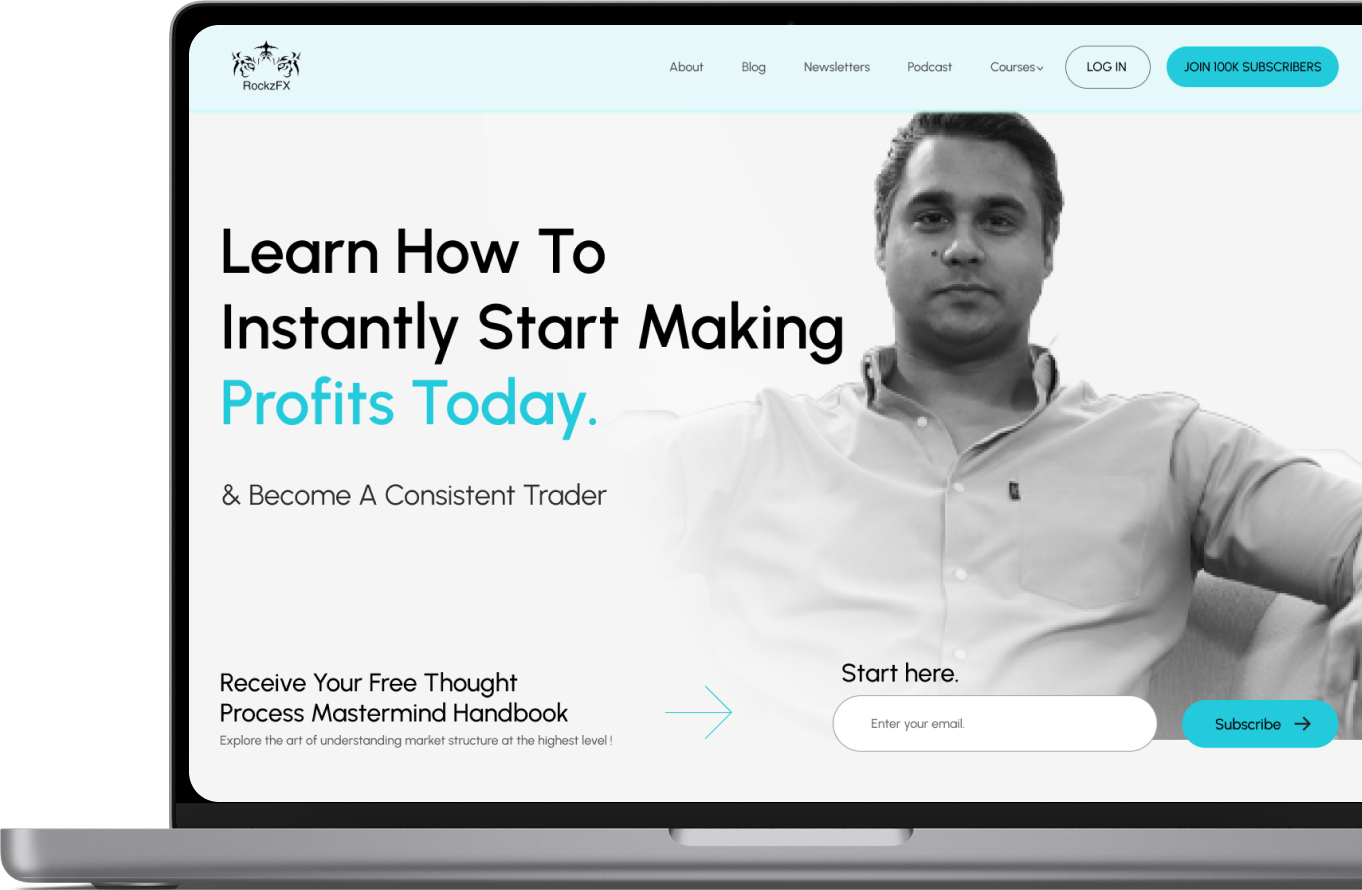 RockzFX
About
Blog
Newsletters
Podcast
Courses
LOG IN
JOIN 100K SUBSCRIBERS
Learn How To
Instantly Start Making
Profits Today.
& Become A Consistent Trader
Receive Your Free Thought
Process Mastermind Handbook
Explore the art of understanding market structure at the highest level !
Start here.
Enter your email.
Subscribe